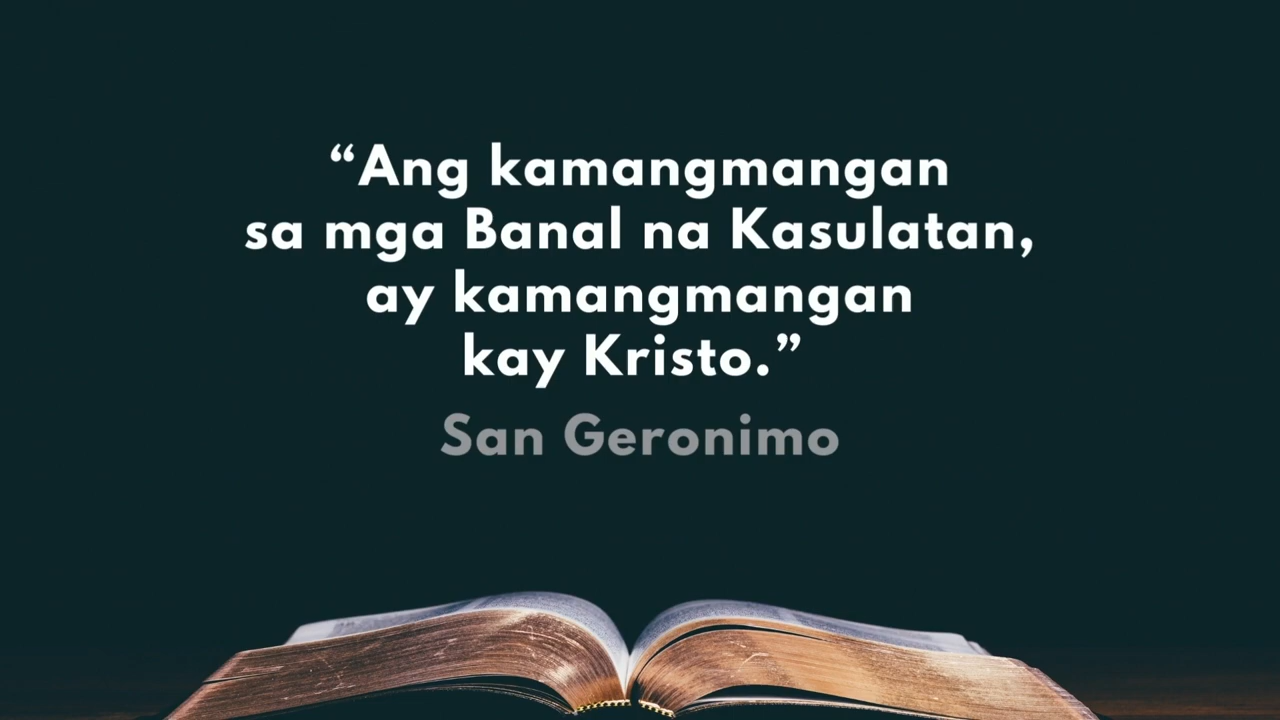 “Ang kamangmangan
sa mga Banal na Kasulatan,
ay kamangmangan
kay Kristo.”
San Geronimo